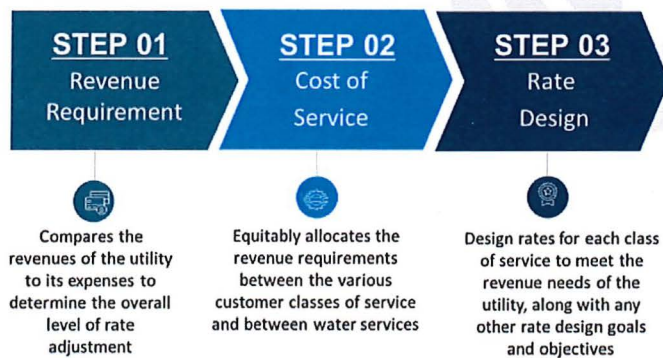 STEP 01
Revenue
Requirement
STEP 02
Cost of
Service
STEP 03
Rate
Design
Compares the
revenues of the utility
to its expenses to
determine the overall
level of rate
adjustment
Equitably allocates the
revenue requirements
between the various
customer classes of service
and between water services
Design rates for each class
of service to meet the
revenue needs of the
utility, along with any
other rate design goals
and objectives